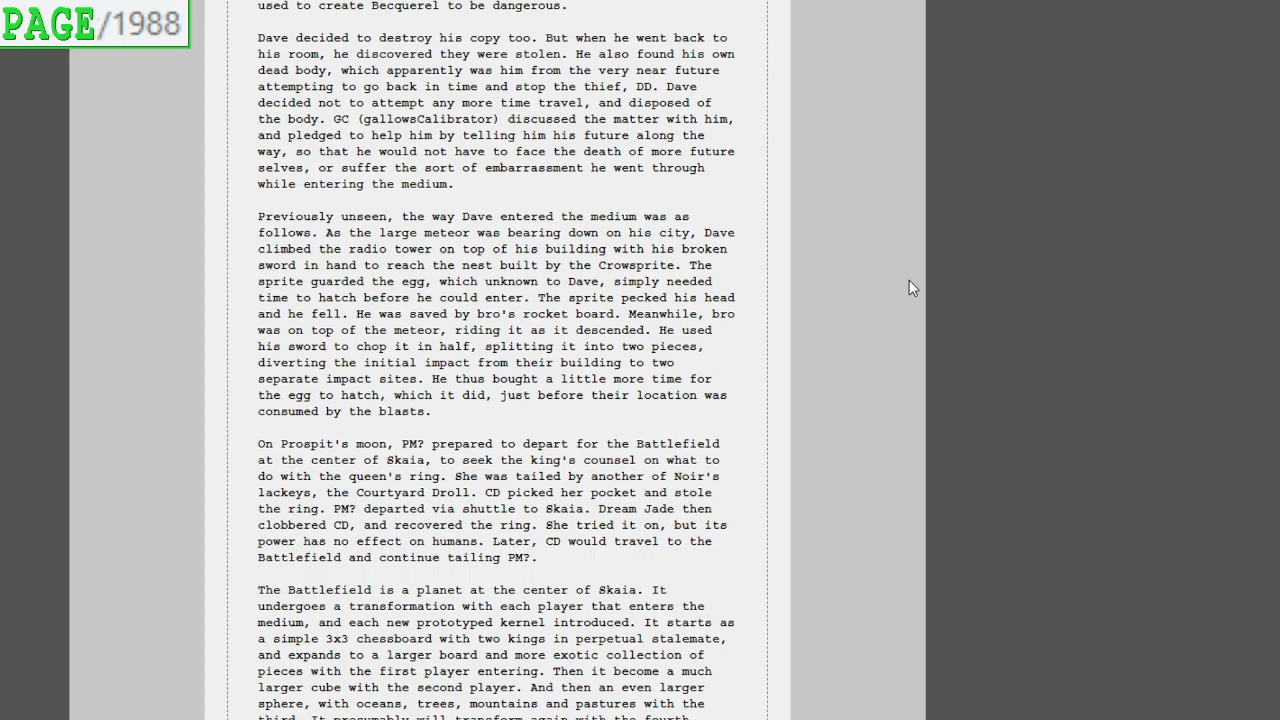 PAGE/1988
used to create Becquerel to be dangerous.
Dave decided to destroy his copy too. But when he went back to
his room, he discovered they were stolen. He also found his own
dead body, which apparently was him from the very near future
attempting to go back in time and stop the thief, DD. Dave
decided not to attempt any more time travel, and disposed of
the body. GC (gallowsCalibrator) discussed the matter with him,
and pledged to help him by telling him his future along the
way, so that he would not have to face the death of more future
selves, or suffer the sort of embarrassment he went through
while entering the medium.
Previously unseen, the way Dave entered the medium was as
follows. As the large meteor was bearing down on his city, Dave
climbed the radio tower on top of his building with his broken
sword in hand to reach the nest built by the Crowsprite. The
sprite guarded the egg, which unknown to Dave, simply needed
time to hatch before he could enter. The sprite pecked his head
and he fell. He was saved by bro's rocket board. Meanwhile, bro
was on top of the meteor, riding it as it descended. He used
his sword to chop it in half, splitting it into two pieces,
diverting the initial impact from their building to two
separate impact sites. He thus bought a little more time for
the egg to hatch, which it did, just before their location was
consumed by the blasts.
On Prospit's moon, PM? prepared to depart for the Battlefield
at the center of Skaia, to seek the king's counsel on what to
do with the queen's ring. She was tailed by another of Noir's
lackeys, the Courtyard Droll. CD picked her pocket and stole
the ring. PM? departed via shuttle to Skaia. Dream Jade then
clobbered CD, and recovered the ring. She tried it on, but its
power has no effect on humans. Later, CD would travel to the
Battlefield and continue tailing PM?.
The Battlefield is a planet at the center of Skaia. It
undergoes a transformation with each player that enters the
medium, and each new prototyped kernel introduced. It starts as
a simple 3x3 chessboard with two kings in perpetual stalemate,
and expands to a larger board and more exotic collection of
pieces with the first player entering. Then it become a much
larger cube with the second player. And then an even larger
sphere, with oceans, trees, mountains and pastures with the
third. It presumably will transform again with the fourth